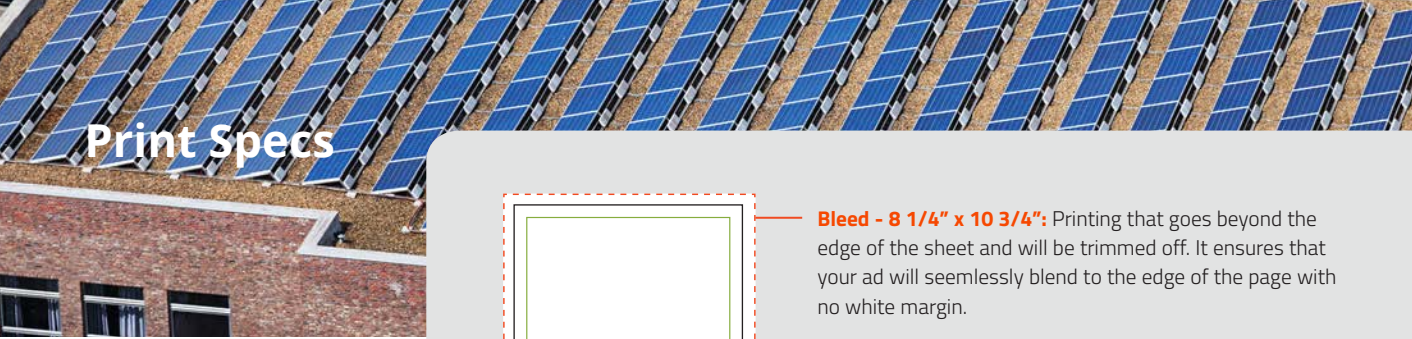 Print Specs
Bleed - 8 1/4” x 10 3/4”: Printing that goes beyond the
edge of the sheet and will be trimmed off. It ensures that
your ad will seemlessly blend to the edge of the page with
no white margin.